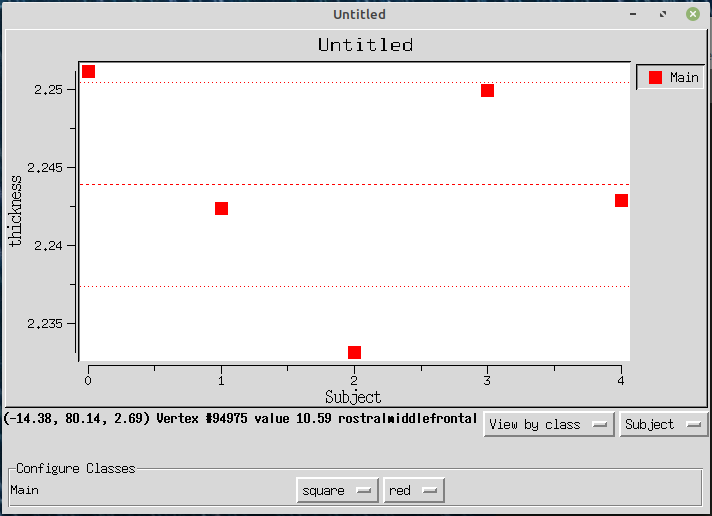 Untitled
Untitled
Main
2.25
2.245
2.24
2.235
thickness
0 1 2 3 4
Subject
(-14.38, 80.14, 2.69) Vertex #94975 value 10.59 rostralmiddlefrontal View by class Subject
Configure Classes
Main square red